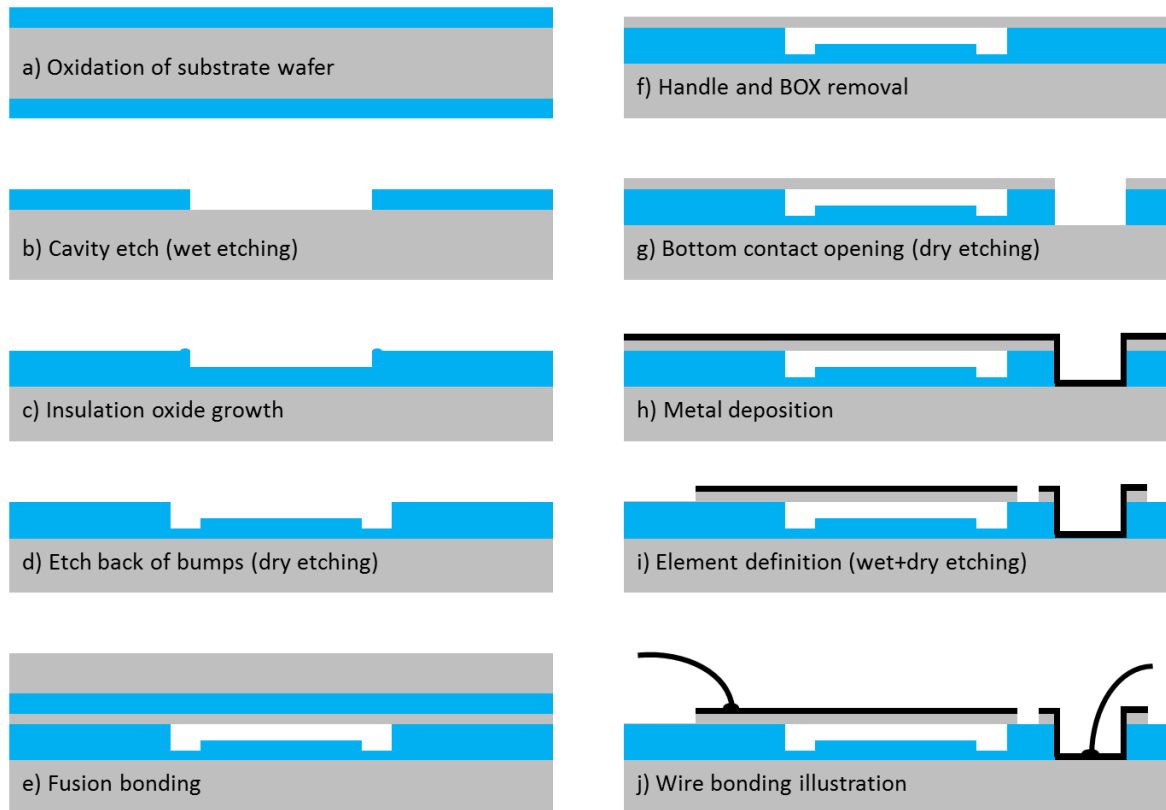 a) Oxidation of substrate wafer
b) Cavity etch (wet etching)
c) Insulation oxide growth
d) Etch back of bumps (dry etching)
e) Fusion bonding
f) Handle and BOX removal
g) Bottom contact opening (dry etching)
h) Metal deposition
i) Element definition (wet+dry etching)
j) Wire bonding illustration